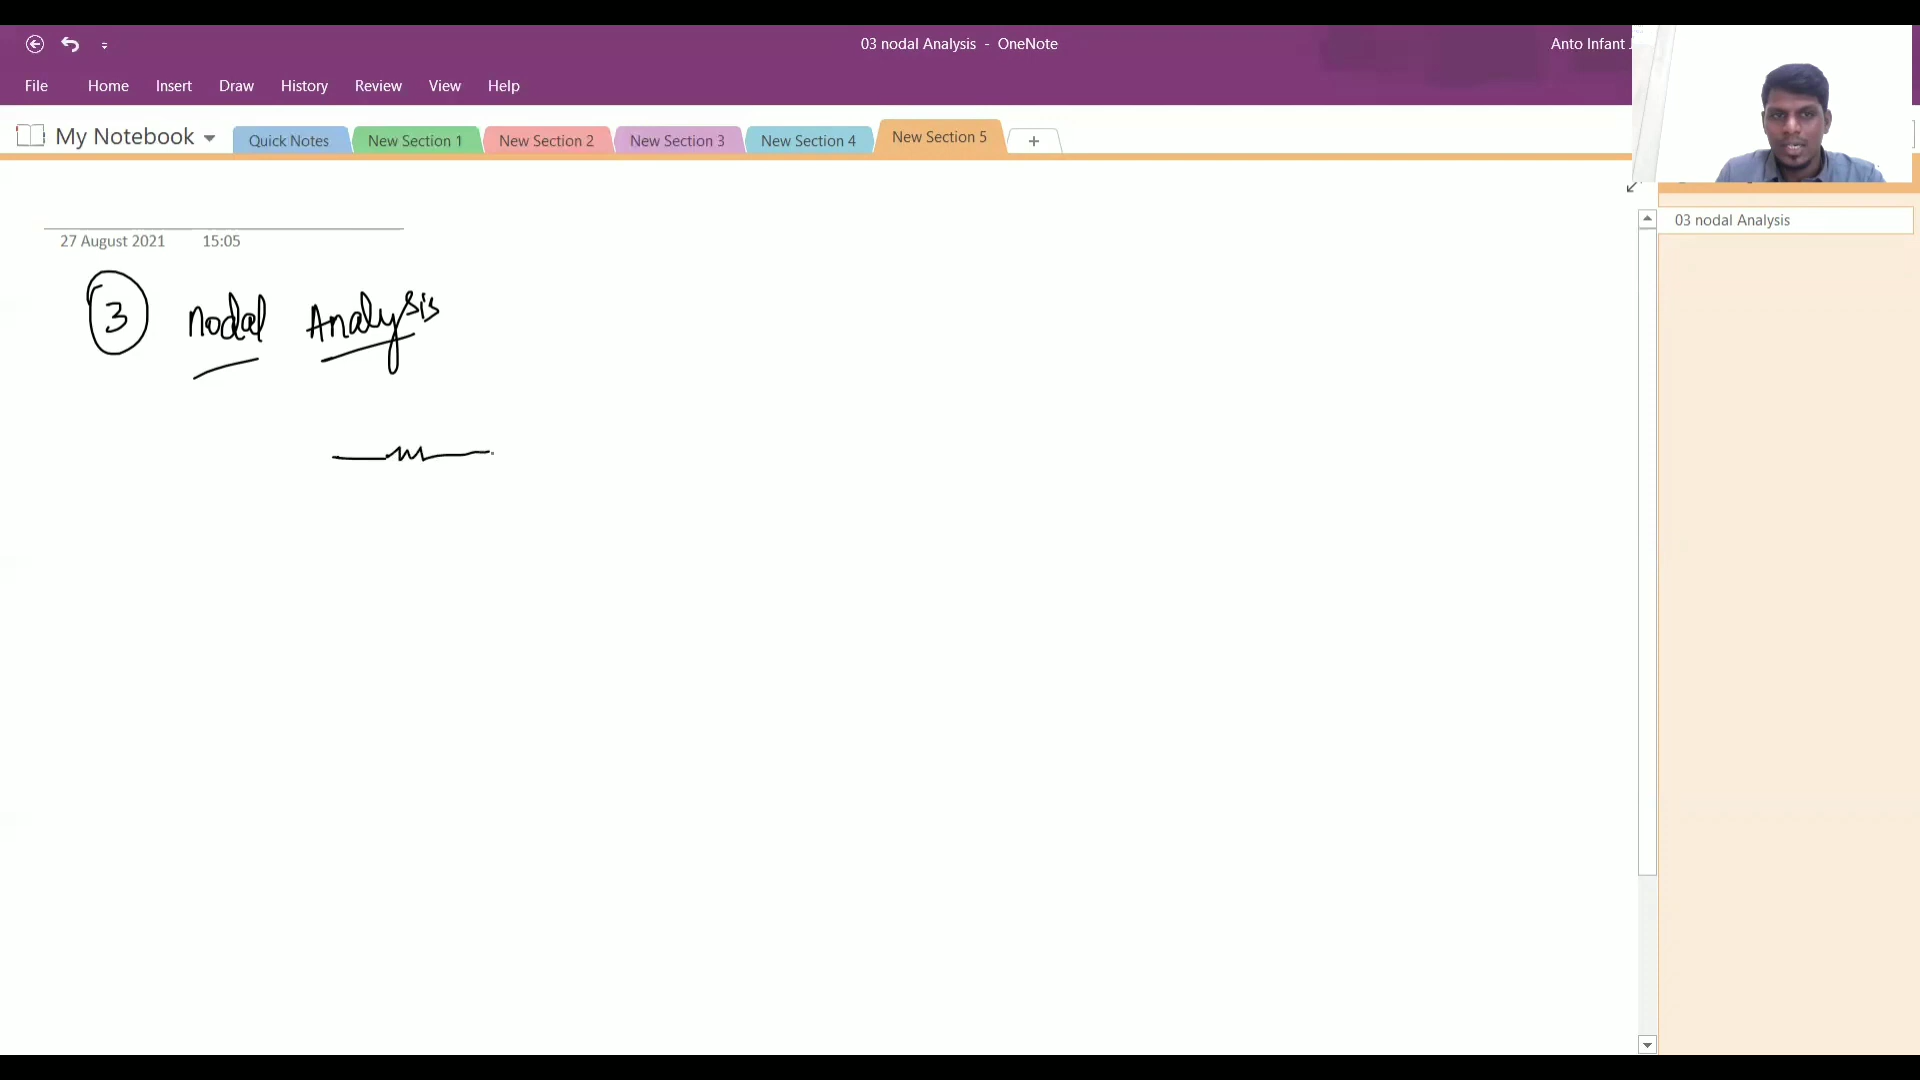 03 nodal Analysis - OneNote
Anto Infant
File Home Insert Draw History Review View Help
My Notebook Quick Notes New Section 1 New Section 2 New Section 3 New Section 4 New Section 5 +
03 nodal Analysis
27 August 2021 15:05
3 nodal Analysis